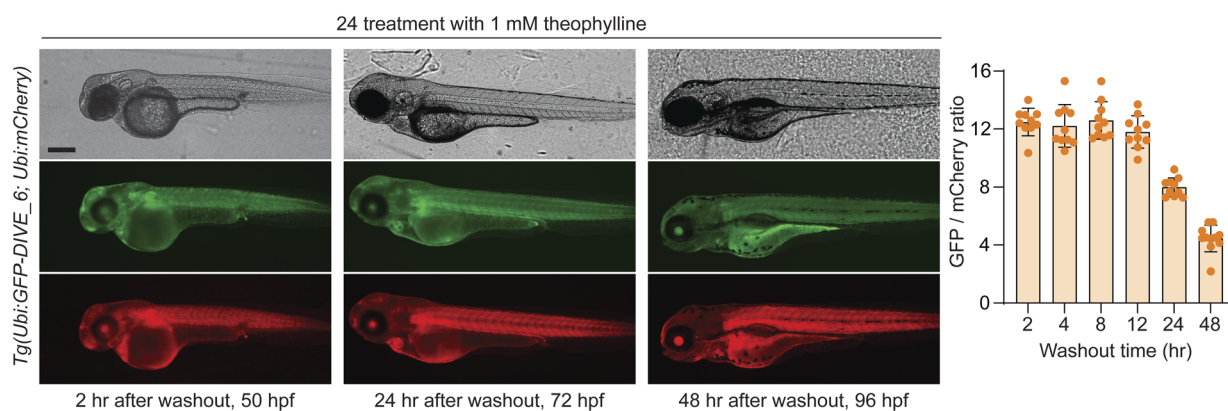 24 treatment with 1 mM theophylline
Tg(Ubi:GFP-DIVE_6; Ubi:mCherry)
2 hr after washout, 50 hpf
24 hr after washout, 72 hpf
48 hr after washout, 96 hpf
GFP / mCherry ratio
16
12
8
4
0
2 4 8 12 24 48
Washout time (hr)